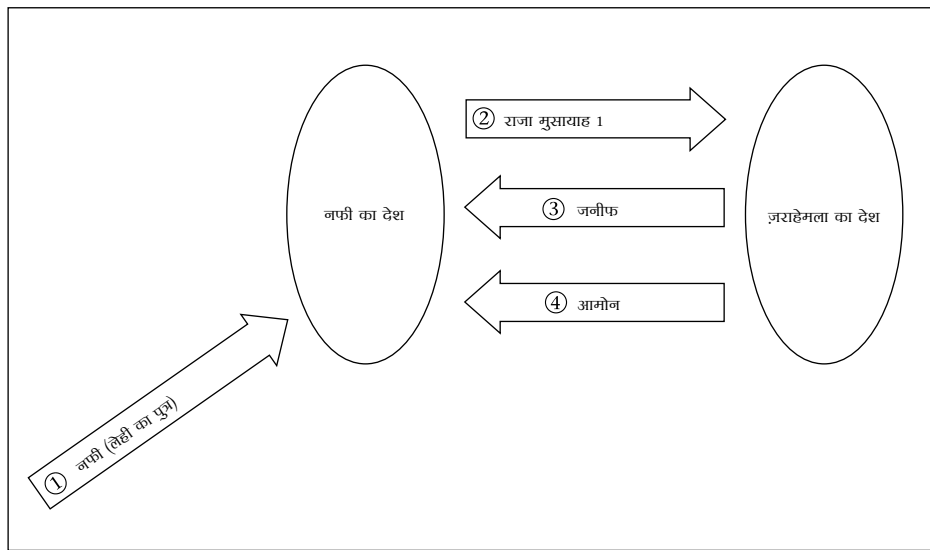 ② राजा मुसायाह 1
नफी का देश
③ जनीफ
ज़राहेमला का देश
④ आमोन
① नफी (लेही का पुत्र)